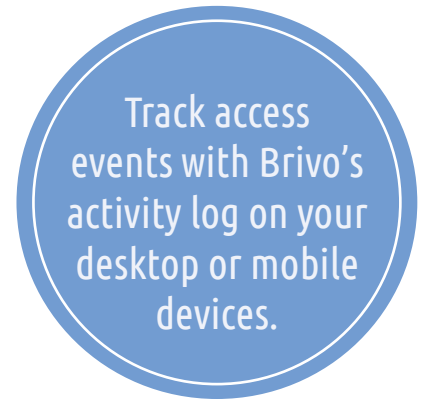 Track access
events with Brivo’s
activity log on your
desktop or mobile
devices.